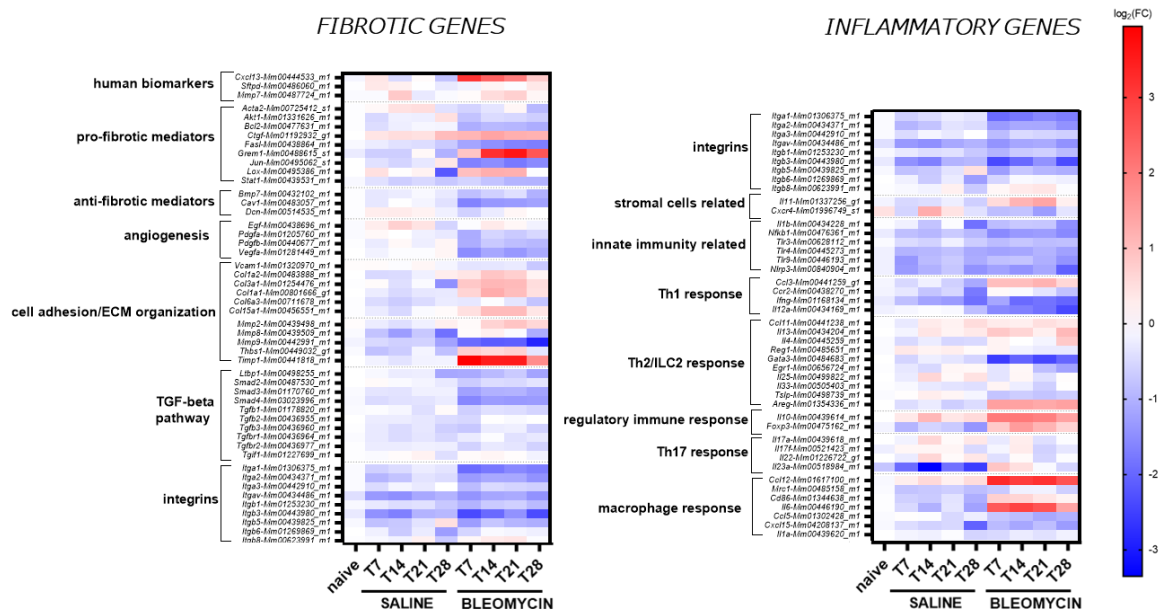 FIBROTIC GENES
human biomarkers
Cxcl13-Mm00444533_m1
Sftpd-Mm00486060_m1
Mmp7-Mm00487724_m1
pro-fibrotic mediators
Acta2-Mm00725412_s1
Akt1-Mm01331626_m1
Bcl2-Mm00477631_m1
Ctgf-Mm01192932_g1
Fasl-Mm00438864_m1
Grem1-Mm00488615_s1
Jun-Mm00495062_s1
Lox-Mm00495386_m1
Stat1-Mm00439531_m1
anti-fibrotic mediators
Bmp7-Mm00432102_m1
Cav1-Mm00483057_m1
Dcn-Mm00514535_m1
angiogenesis
Egf-Mm00438696_m1
Pdgfa-Mm01205760_m1
Pdgfb-Mm00440677_m1
Vegfa-Mm01281449_m1
cell adhesion/ECM organization
Vcam1-Mm01320970_m1
Col1a2-Mm00483888_m1
Col3a1-Mm01254476_m1
Col1a1-Mm00801666_g1
Col6a3-Mm00711678_m1
Col15a1-Mm00456551_m1
Mmp2-Mm00439498_m1
Mmp8-Mm00439509_m1
Mmp9-Mm00442991_m1
Thbs1-Mm00449032_g1
Timp1-Mm00441818_m1
TGF-beta
pathway
Ltbp1-Mm00498255_m1
Smad2-Mm00487530_m1
Smad3-Mm01170760_m1
Smad4-Mm03023996_m1
Tgfb1-Mm01178820_m1
Tgfb2-Mm00436955_m1
Tgfb3-Mm00436960_m1
Tgfbr1-Mm00436964_m1
Tgfbr2-Mm00436977_m1
Tgif1-Mm01227699_m1
integrins
Itga1-Mm01306375_m1
Itga2-Mm00434371_m1
Itga3-Mm00442910_m1
Itgav-Mm00434486_m1
Itgb1-Mm01253230_m1
Itgb3-Mm00443980_m1
Itgb5-Mm00439825_m1
Itgb6-Mm01269869_m1
Itgb8-Mm00623991_m1
naive T7 T14 T21 T28 T7 T14 T21 T28
SALINE BLEOMYCIN
INFLAMMATORY GENES
integrins
Itga1-Mm01306375_m1
Itga2-Mm00434371_m1
Itga3-Mm00442910_m1
Itgav-Mm00434486_m1
Itgb1-Mm01253230_m1
Itgb3-Mm00443980_m1
Itgb5-Mm00439825_m1
Itgb6-Mm01269869_m1
Itgb8-Mm00623991_m1
stromal cells related
Il11-Mm01337256_g1
Cxcr4-Mm01996749_s1
innate immunity related
Il1b-Mm00434228_m1
Nfkb1-Mm00476361_m1
Tlr3-Mm00628112_m1
Tlr4-Mm00445273_m1
Tlr9-Mm00446193_m1
Nlrp3-Mm00840904_m1
Th1 response
Ccl3-Mm00441259_g1
Ccr2-Mm00438270_m1
Ifng-Mm01168134_m1
Il12a-Mm00434169_m1
Th2/ILC2 response
Ccl11-Mm00441238_m1
Il13-Mm00434204_m1
Il4-Mm00445259_m1
Reg1-Mm00485651_m1
Gata3-Mm00484683_m1
Egr1-Mm00656724_m1
Il25-Mm00499822_m1
Il33-Mm00505403_m1
Tslp-Mm00498739_m1
Areg-Mm01354336_m1
regulatory immune response
Il10-Mm00439614_m1
Foxp3-Mm00475162_m1
Th17 response
Il17a-Mm00439618_m1
Il17f-Mm00521423_m1
Il22-Mm01226722_g1
Il23a-Mm00518984_m1
macrophage response
Ccl12-Mm01617100_m1
Mrc1-Mm00485158_m1
Cd86-Mm01344638_m1
Il6-Mm00446190_m1
Ccl5-Mm01302428_m1
Cxcl15-Mm04208137_m1
Il1a-Mm00439620_m1
naive T7 T14 T21 T28 T7 T14 T21 T28
SALINE BLEOMYCIN
log2(FC)
3
2
1
0
-1
-2
-3